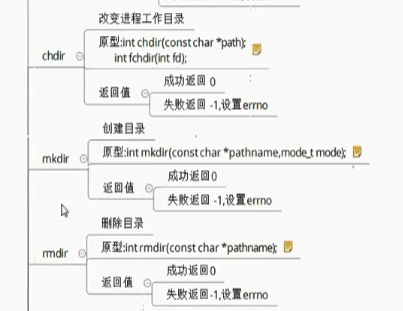 chdir
改变进程工作目录
原型:int chdir(const char *path);
int fchdir(int fd);
返回值
成功返回 0
失败返回 -1,设置errno
mkdir
创建目录
原型:int mkdir(const char *pathname,mode_t mode);
返回值
成功返回0
失败返回 -1,设置errno
rmdir
删除目录
原型:int rmdir(const char *pathname);
返回值
成功返回0
失败返回-1,设置errno